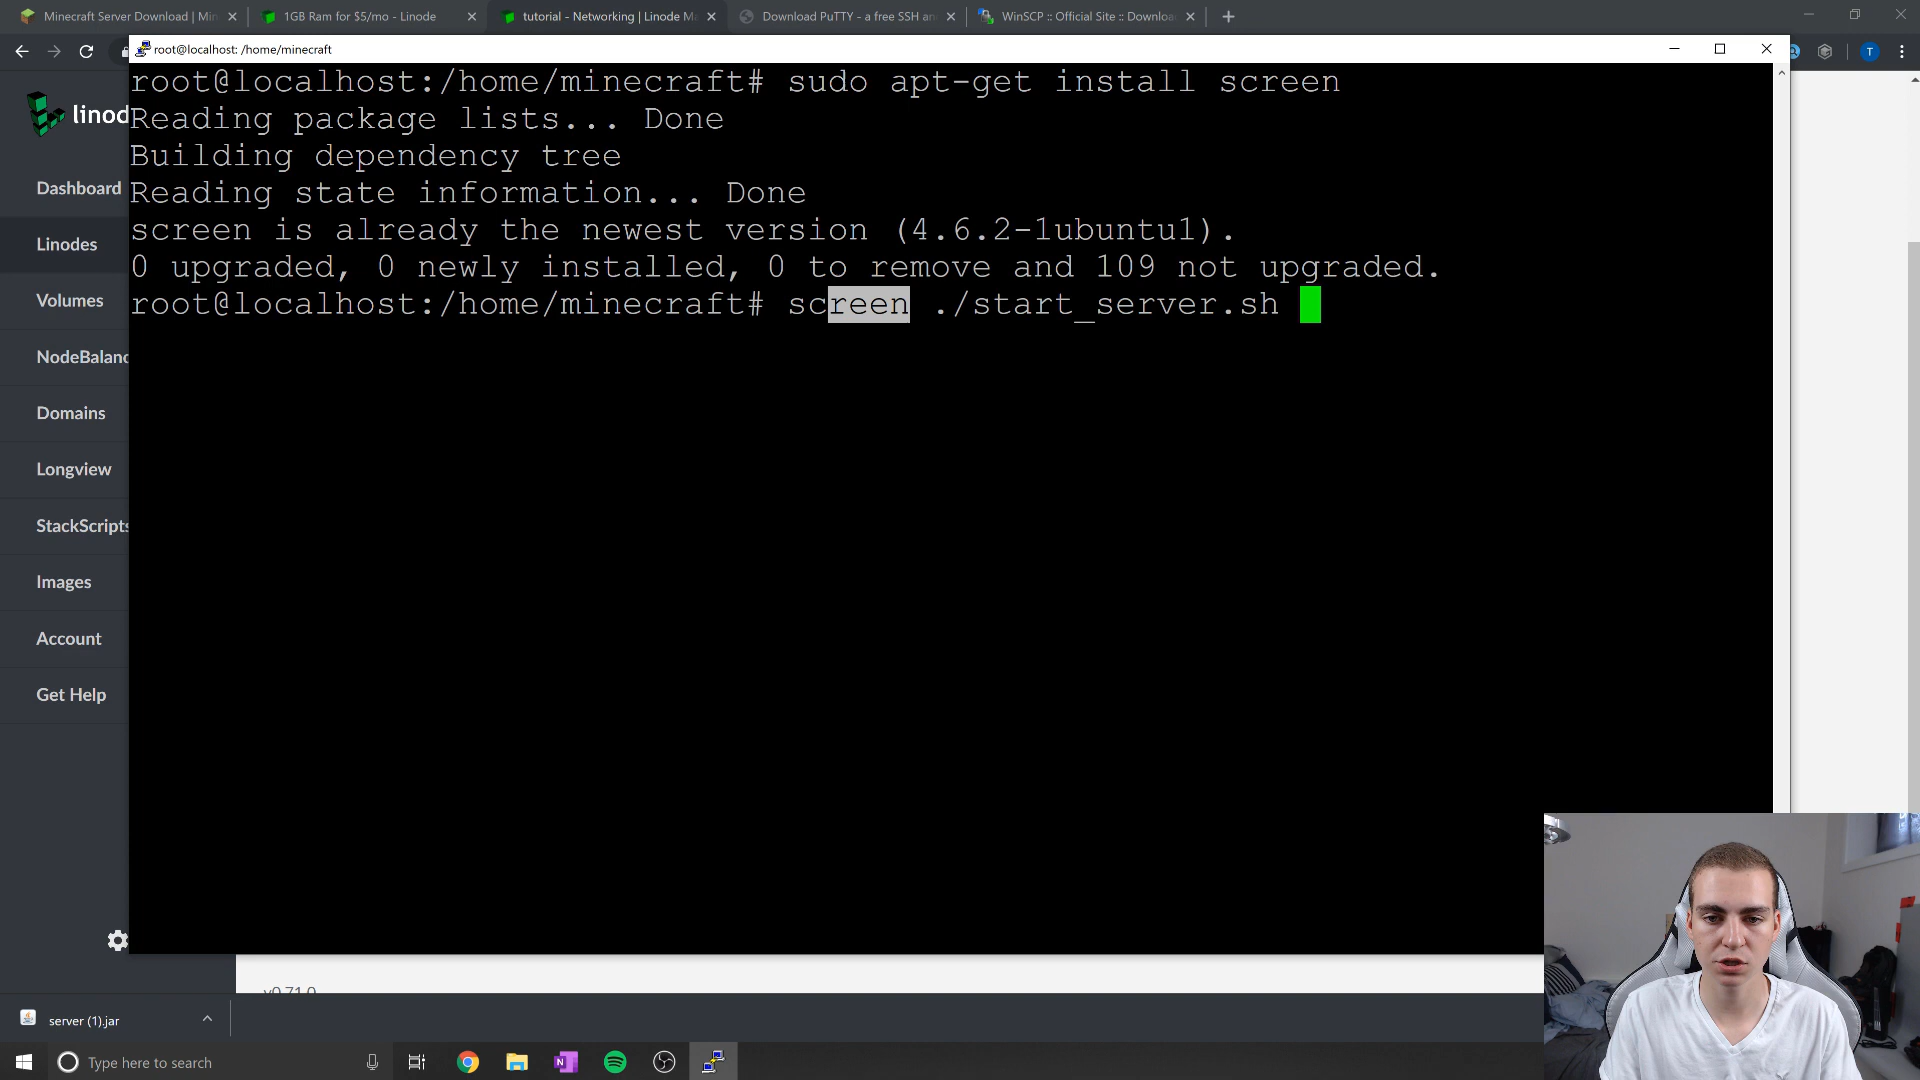 Minecraft Server Download | Min
1GB Ram for $5/mo - Linode
tutorial - Networking | Linode Ma
Download PuTTY - a free SSH an
WinSCP :: Official Site :: Downloa
root@localhost: /home/minecraft
T
linod
Dashboard
Linodes
Volumes
NodeBalanc
Domains
Longview
StackScripts
Images
Account
Get Help
root@localhost:/home/minecraft# sudo apt-get install screen
Reading package lists... Done
Building dependency tree
Reading state information... Done
screen is already the newest version (4.6.2-1ubuntu1).
0 upgraded, 0 newly installed, 0 to remove and 109 not upgraded.
root@localhost:/home/minecraft# screen ./start_server.sh
v0.71.0
server (1).jar
Type here to search